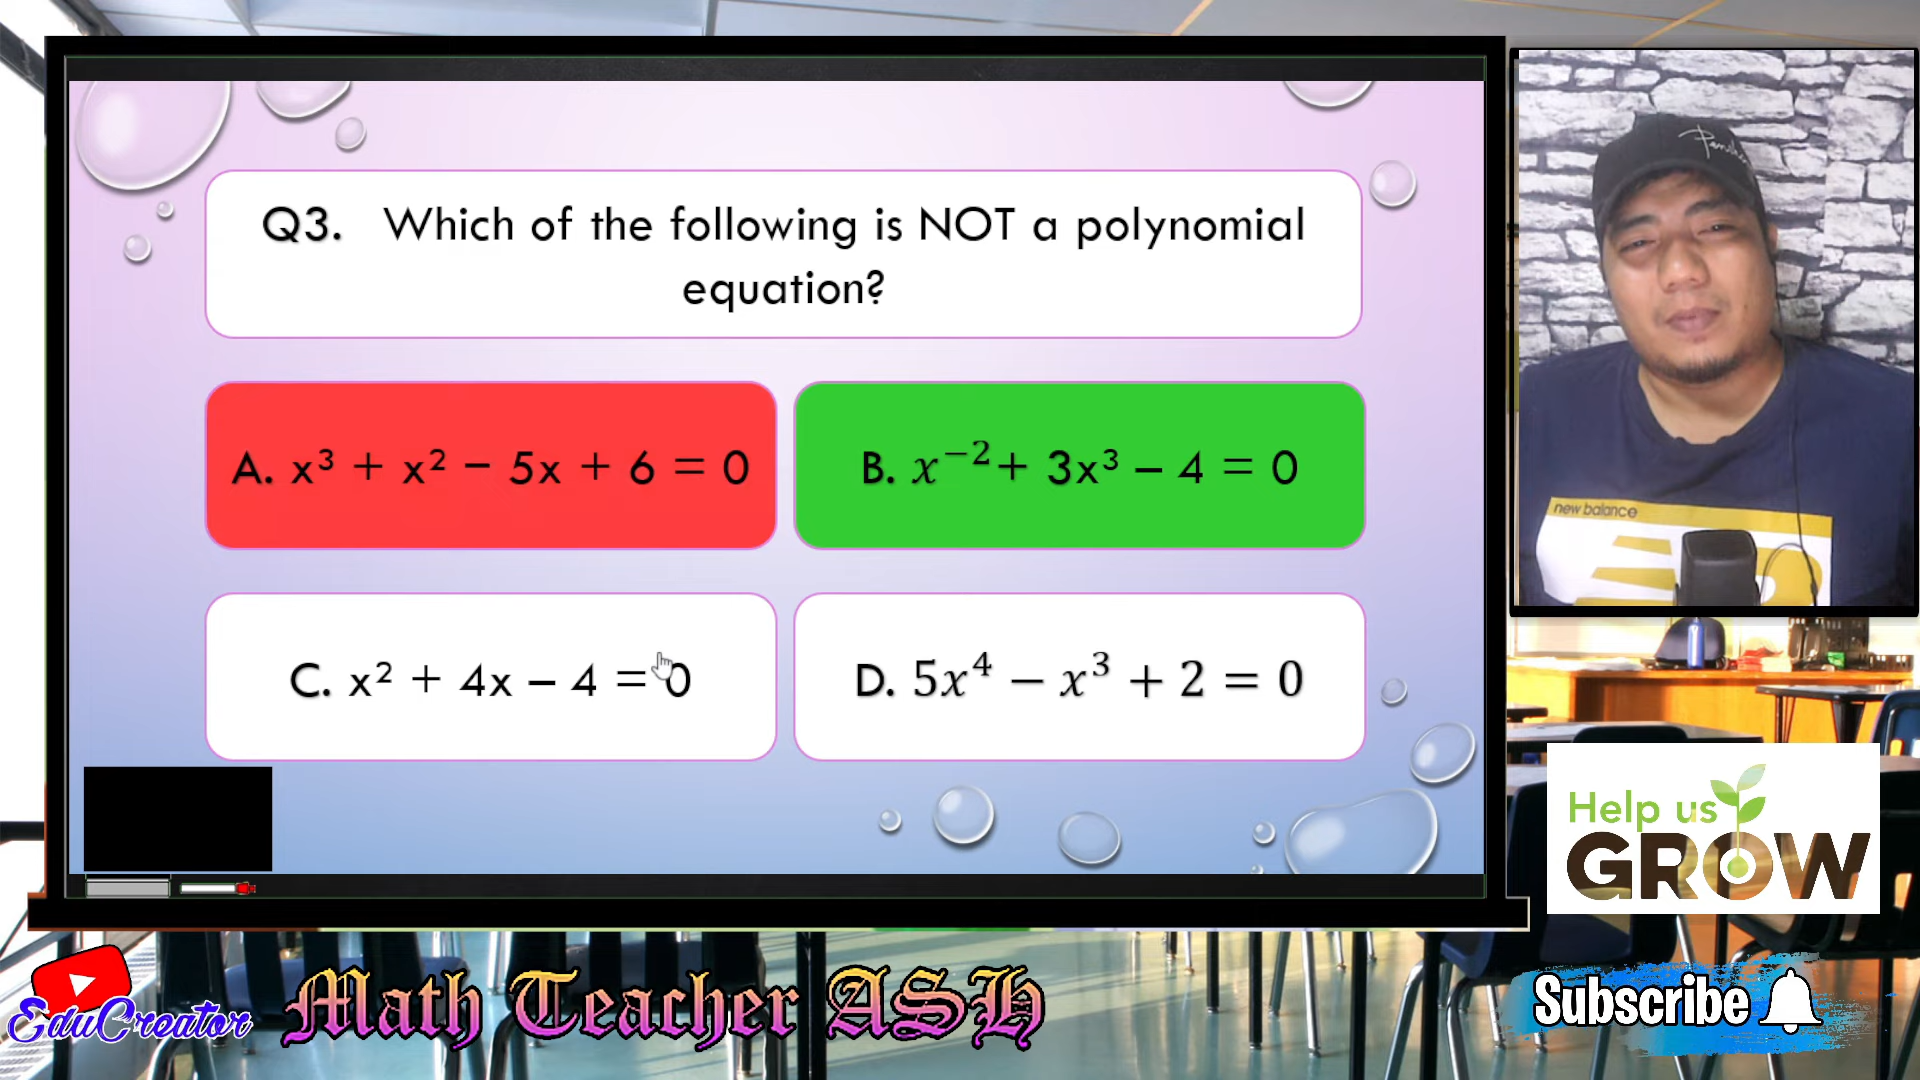 Q3. Which of the following is NOT a polynomial
equation?
A. x³ + x² − 5x + 6 = 0
B. x⁻² + 3x³ − 4 = 0
C. x² + 4x − 4 = 0
D. 5x⁴ − x³ + 2 = 0
new balance
Help us
GROW
EduCreator
Math Teacher ASH
Subscribe